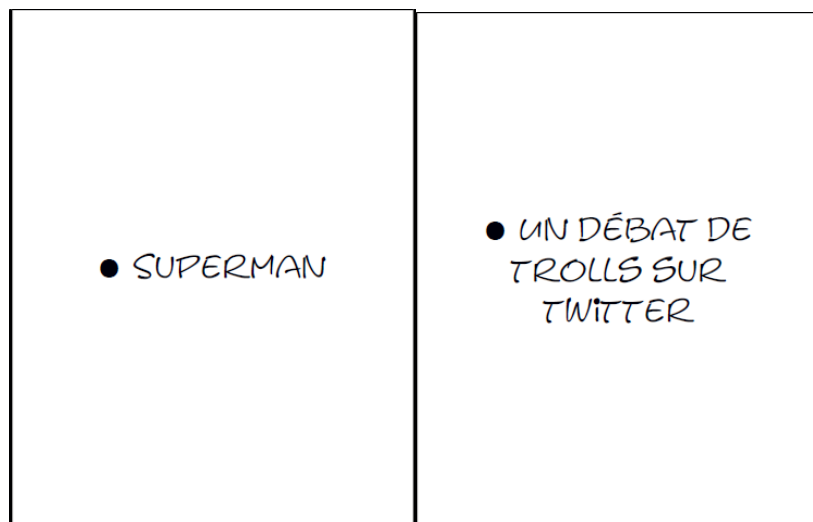 ● SUPERMAN
● UN DÉBAT DE
TROLLS SUR
TWITTER